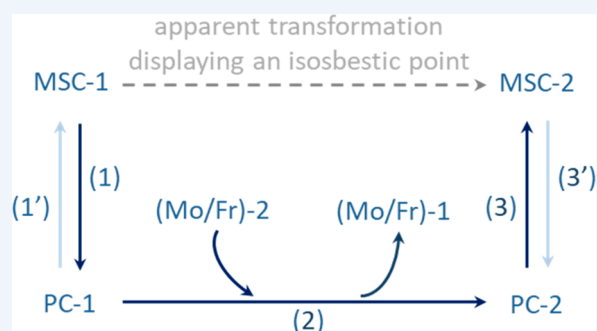 apparent transformation
displaying an isosbestic point
MSC-1
MSC-2
(1)
(1')
(Mo/Fr)-2
(Mo/Fr)-1
(3)
(3')
PC-1
PC-2
(2)